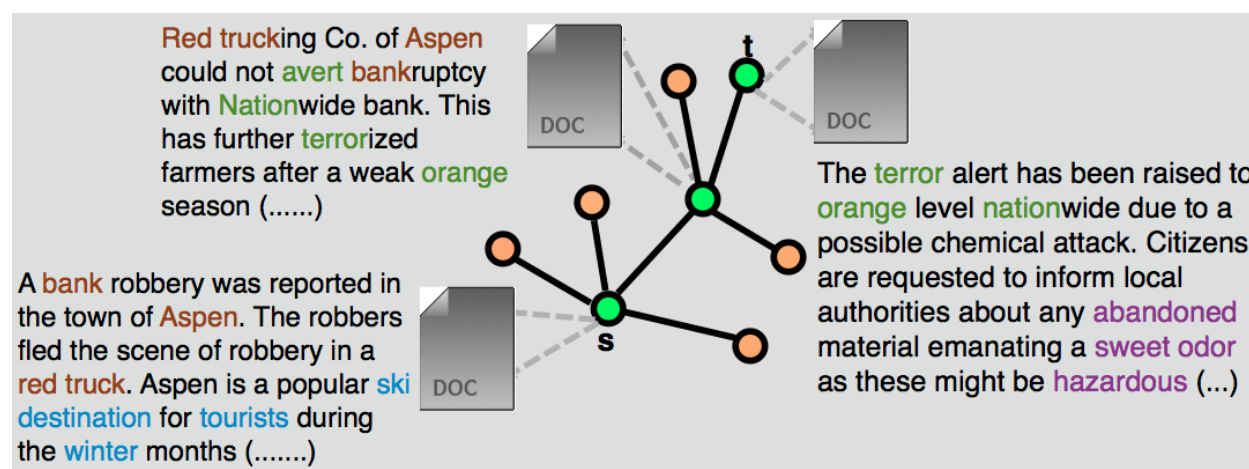 Red trucking Co. of Aspen
could not avert bankruptcy
with Nationwide bank. This
has further terrorized
farmers after a weak orange
season (......)
DOC
t
DOC
The terror alert has been raised to
orange level nationwide due to a
possible chemical attack. Citizens
are requested to inform local
authorities about any abandoned
material emanating a sweet odor
as these might be hazardous (...)
A bank robbery was reported in
the town of Aspen. The robbers
fled the scene of robbery in a
red truck. Aspen is a popular ski
destination for tourists during
the winter months (.......)
DOC
s